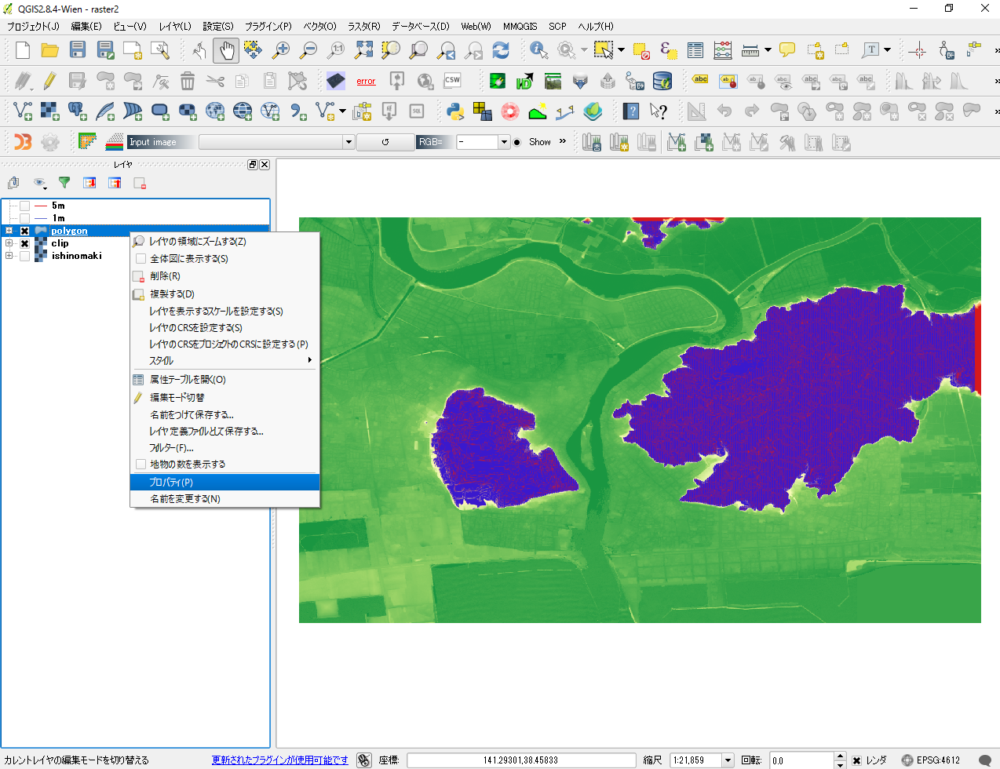 QGIS2.8.4-Wien - raster2
プロジェクト(J) 編集(E) ビュー(V) レイヤ(L) 設定(S) プラグイン(P) ベクタ(O) ラスタ(R) データベース(D) Web(W) MMQGIS SCP ヘルプ(H)
error
CSW
abc
Input image
RGB=
-
Show
レイヤ
5m
1m
polygon
clip
ishinomaki
レイヤの領域にズームする(Z)
全体図に表示する(S)
削除(R)
複製する(D)
レイヤを表示するスケールを設定する(S)
レイヤのCRSを設定する(S)
レイヤのCRSをプロジェクトのCRSに設定する(P)
スタイル
属性テーブルを開く(O)
編集モード切替
名前をつけて保存する...
レイヤ定義ファイルとして保存する...
フィルター(F)...
地物の数を表示する
プロパティ(P)
名前を変更する(N)
カレントレイヤの編集モードを切り替える 更新されたプラグインが使用可能です 座標: 141.29301,38.45833 縮尺 1:21,859 回転: 0.0 レンダ EPSG:4612